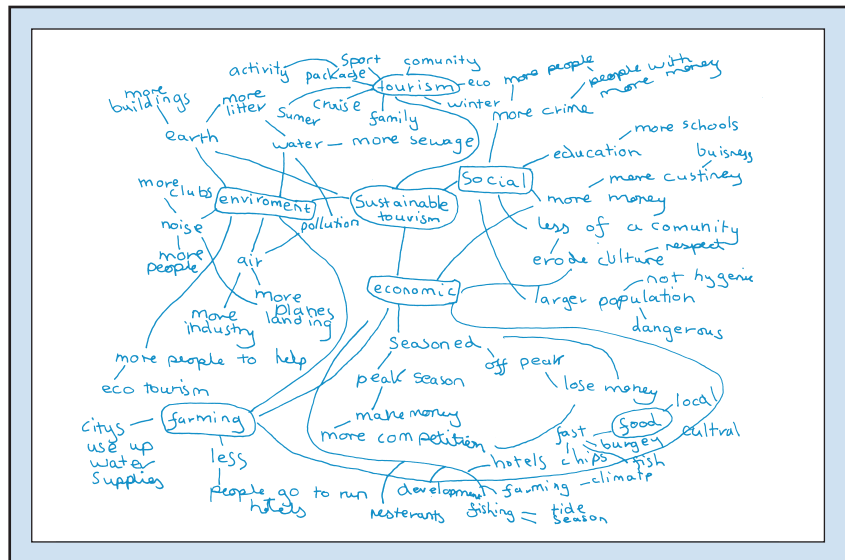 Sport
comunity
activity
package
tourism
eco
more people
people with
more money
more
buildings
more
litter
Sumer
cruise
family
winter
more crime
earth
water — more sewage
more schools
education
buisness
Social
more custiney
more money
more
clubs
enviroment
Sustainable
tourism
pollution
noise
less of a comunity
more
people
air
erode culture
respect
economic
not hygenic
larger population
more
planes
landing
more
industry
dangerous
seasoned
more people to help
off peak
peak season
eco tourism
lose money
local
make money
farming
food
citys
use up
water
supplies
more competition
fast
burgey
cultral
less
hotels
chips
fish
people go to run
hotels
development
farming — climate
resterants
fishing
tide
season